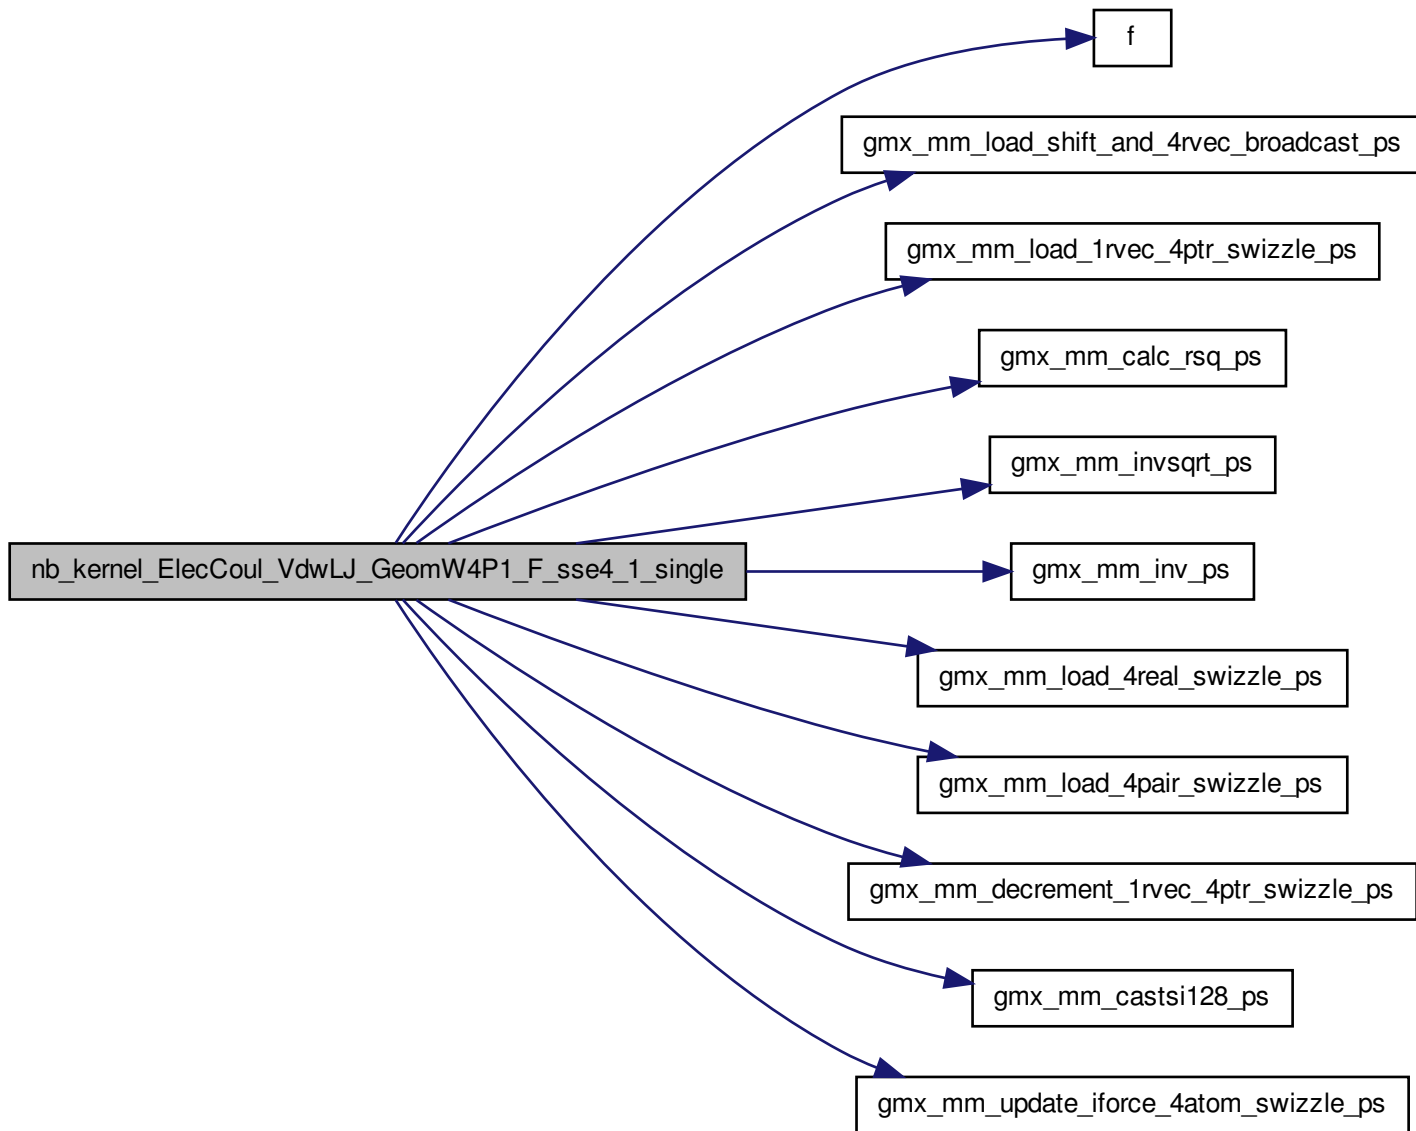 f
gmx_mm_load_shift_and_4rvec_broadcast_ps
gmx_mm_load_1rvec_4ptr_swizzle_ps
gmx_mm_calc_rsq_ps
gmx_mm_invsqrt_ps
nb_kernel_ElecCoul_VdwLJ_GeomW4P1_F_sse4_1_single
gmx_mm_inv_ps
gmx_mm_load_4real_swizzle_ps
gmx_mm_load_4pair_swizzle_ps
gmx_mm_decrement_1rvec_4ptr_swizzle_ps
gmx_mm_castsi128_ps
gmx_mm_update_iforce_4atom_swizzle_ps